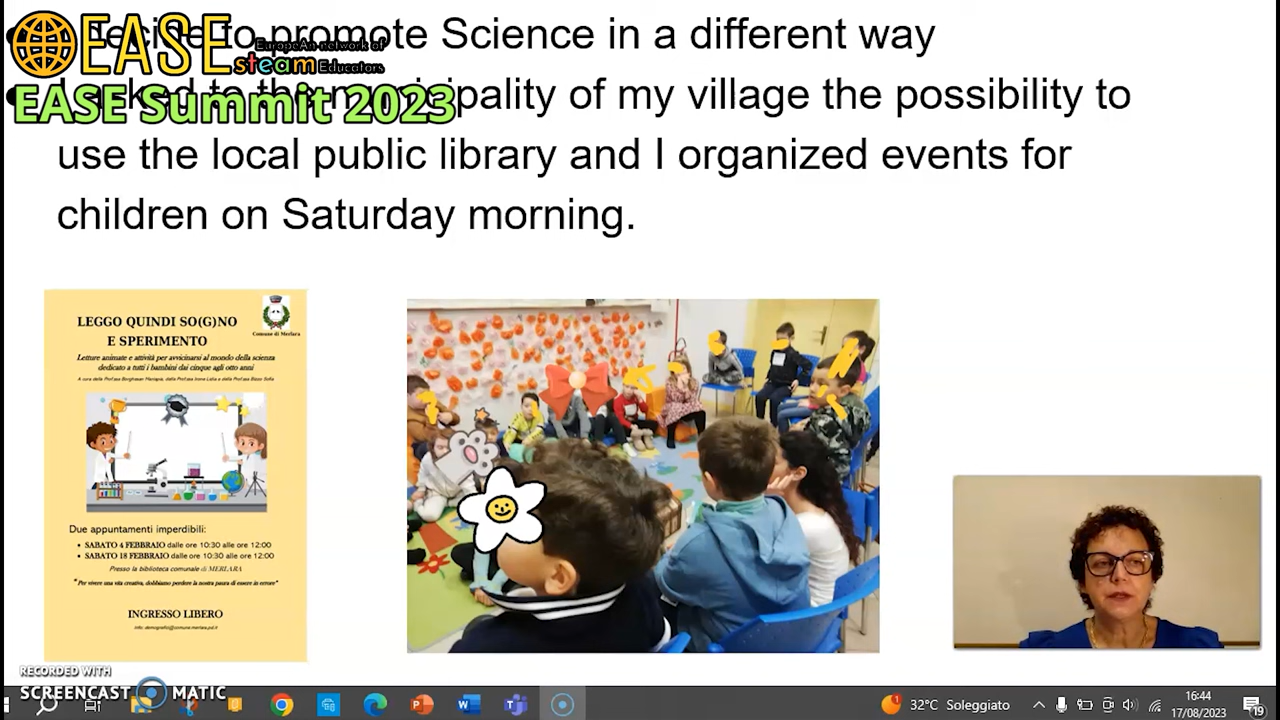 to promote Science in a different way
EASE
EuropeAn network of
steam Educators
EASE Summit 2023
municipality of my village the possibility to
use the local public library and I organized events for
children on Saturday morning.
LEGGO QUINDI SO(G)NO
E SPERIMENTO
Comune di Merlara
Letture animate e attività per avvicinarsi al mondo della scienza
dedicato a tutti i bambini dai cinque agli otto anni
Due appuntamenti imperdibili:
• SABATO 4 FEBBRAIO dalle ore 10:30 alle ore 12:00
• SABATO 18 FEBBRAIO dalle ore 10:30 alle ore 12:00
Presso la biblioteca comunale di MERLARA
"Per vivere una vita creativa, dobbiamo perdere la nostra paura di essere in errore"
INGRESSO LIBERO
RECORDED WITH
SCREENCAST MATIC
32°C Soleggiato
16:44
17/08/2023
19